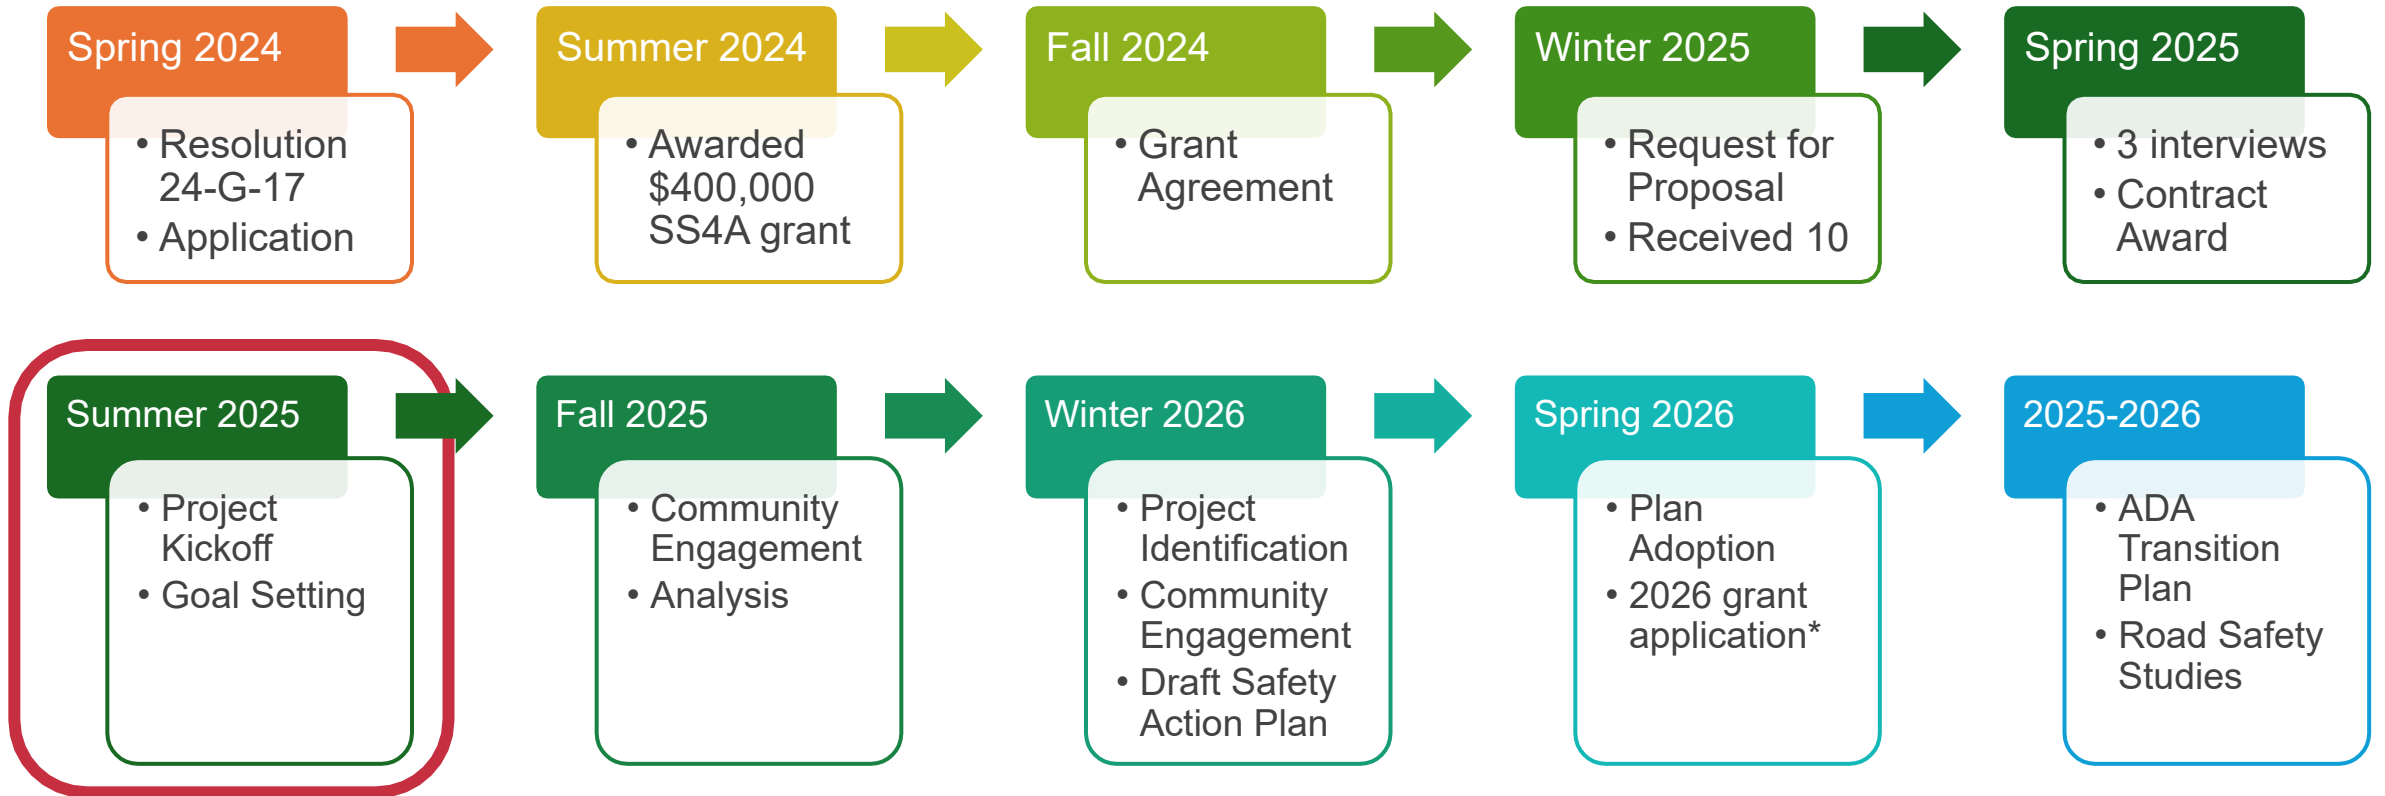 Spring 2024
• Resolution
24-G-17
• Application
Summer 2024
• Awarded
$400,000
SS4A grant
Fall 2024
• Grant
Agreement
Winter 2025
• Request for
Proposal
• Received 10
Spring 2025
• 3 interviews
• Contract
Award
Summer 2025
• Project
Kickoff
• Goal Setting
Fall 2025
• Community
Engagement
• Analysis
Winter 2026
• Project
Identification
• Community
Engagement
• Draft Safety
Action Plan
Spring 2026
• Plan
Adoption
• 2026 grant
application*
2025-2026
• ADA
Transition
Plan
• Road Safety
Studies